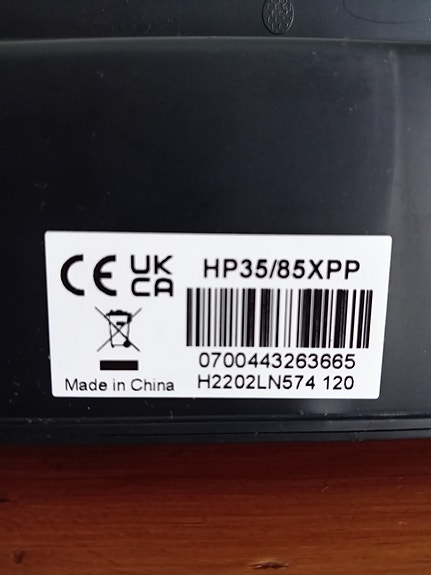 CE UK
CA
HP35/85XPP
0700443263665
H2202LN574 120
Made in China